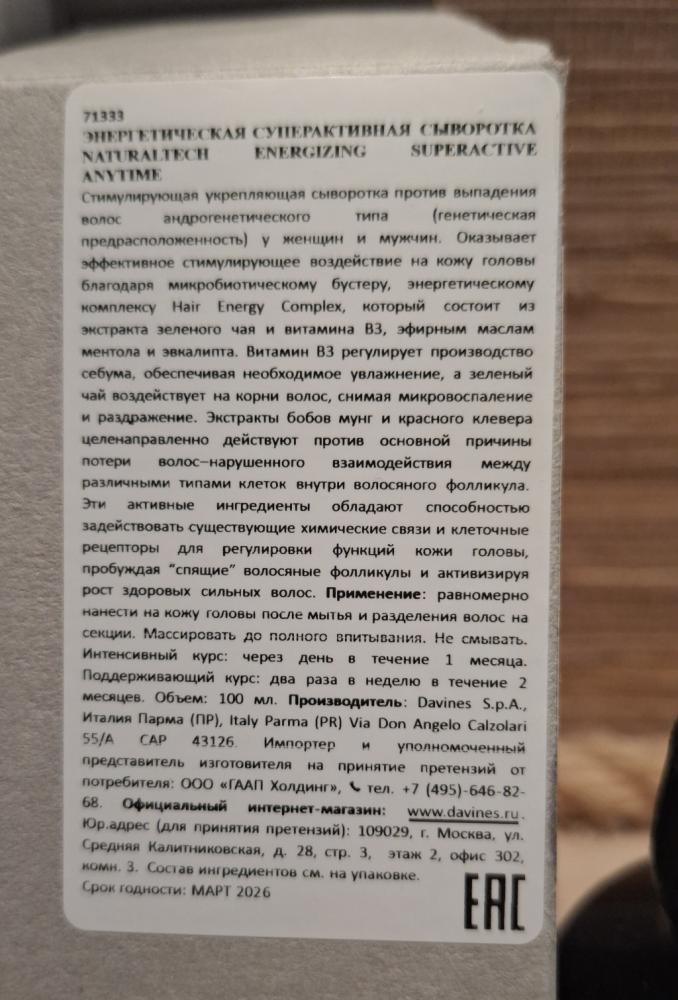 71333
ЭНЕРГЕТИЧЕСКАЯ СУПЕРАКТИВНАЯ СЫВОРОТКА
NATURALTECH ENERGIZING SUPERACTIVE
ANYTIME
Стимулирующая укрепляющая сыворотка против выпадения
волос андрогенетического типа (генетическая
предрасположенность) у женщин и мужчин. Оказывает
эффективное стимулирующее воздействие на кожу головы
благодаря микробиотическому бустеру, энергетическому
комплексу Hair Energy Complex, который состоит из
экстракта зеленого чая и витамина В3, эфирным маслам
ментола и эвкалипта. Витамин В3 регулирует производство
себума, обеспечивая необходимое увлажнение, а зеленый
чай воздействует на корни волос, снимая микровоспаление
и раздражение. Экстракты бобов мунг и красного клевера
целенаправленно действуют против основной причины
потери волос–нарушенного взаимодействия между
различными типами клеток внутри волосяного фолликула.
Эти активные ингредиенты обладают способностью
задействовать существующие химические связи и клеточные
рецепторы для регулировки функций кожи головы,
пробуждая “спящие” волосяные фолликулы и активизируя
рост здоровых сильных волос. Применение: равномерно
нанести на кожу головы после мытья и разделения волос на
секции. Массировать до полного впитывания. Не смывать.
Интенсивный курс: через день в течение 1 месяца.
Поддерживающий курс: два раза в неделю в течение 2
месяцев. Объем: 100 мл. Производитель: Davines S.p.A.,
Италия Парма (ПР), Italy Parma (PR) Via Don Angelo Calzolari
55/A CAP 43126. Импортер и уполномоченный
представитель изготовителя на принятие претензий от
потребителя: ООО «ГААП Холдинг», тел. +7 (495)-646-82-
68. Официальный интернет-магазин: www.davines.ru.
Юр.адрес (для принятия претензий): 109029, г. Москва, ул.
Средняя Калитниковская, д. 28, стр. 3, этаж 2, офис 302,
комн. 3. Состав ингредиентов см. на упаковке.
Срок годности: МАРТ 2026
EAC